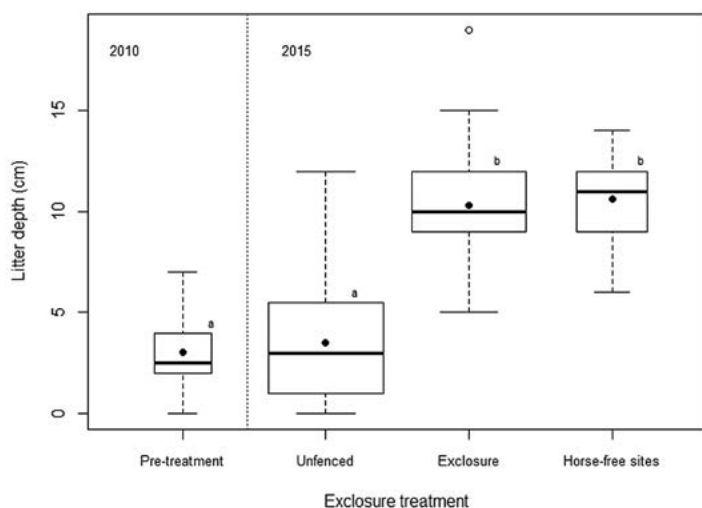 2010
2015
Litter depth (cm)
15
10
5
0
a
a
b
b
Pre-treatment
Unfenced
Exclosure
Horse-free sites
Exclosure treatment